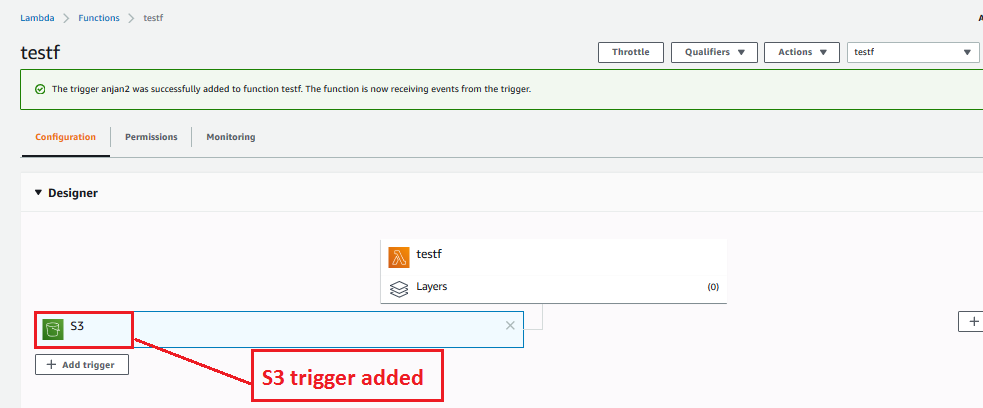 Lambda > Functions > testf
testf
Throttle Qualifiers Actions testf
The trigger anjan2 was successfully added to function testf. The function is now receiving events from the trigger.
Configuration Permissions Monitoring
Designer
testf
Layers (0)
S3
+ Add trigger
S3 trigger added